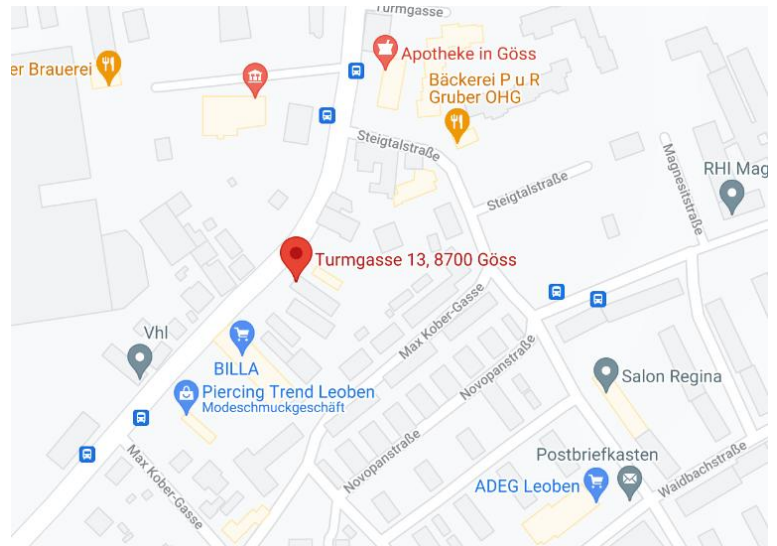 Turmgasse
Apotheke in Göss
er Brauerei
Bäckerei P u R
Gruber OHG
Steigtalstraße
Magnesitstraße
RHI Mag
Steigtalstraße
Turmgasse 13, 8700 Göss
Vhl
Max Kober-Gasse
BILLA
Novopanstraße
Salon Regina
Piercing Trend Leoben
Modeschmuckgeschäft
Max Kober-Gasse
Novopanstraße
Postbriefkasten
Waidbachstraße
ADEG Leoben